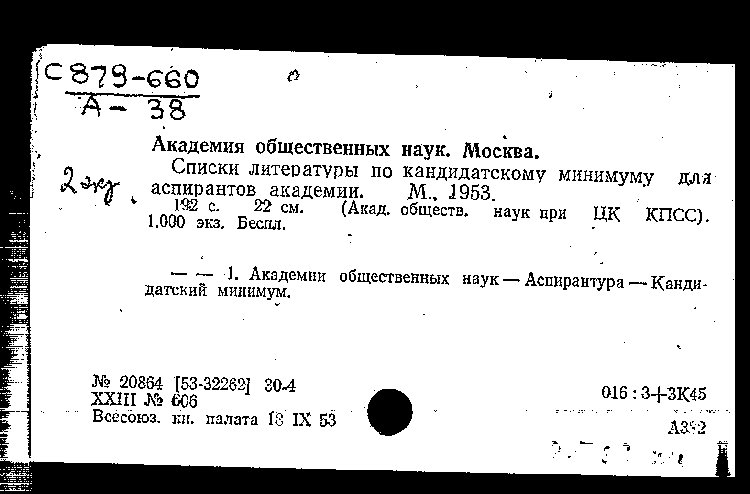 С 879-660
А - 38
Академия общественных наук. Москва.
Списки литературы по кандидатскому минимуму для
2 экз.
аспирантов академии. М., 1953.
192 с. 22 см. (Акад. обществ. наук при ЦК КПСС).
1.000 экз. Беспл.
— — 1. Академии общественных наук — Аспирантура — Канди-
датский минимум.
№ 20864 [53-32262] 30-4
XXIII № 606
Всесоюз. кн. палата 18 IX 53
016 : 3+3К45